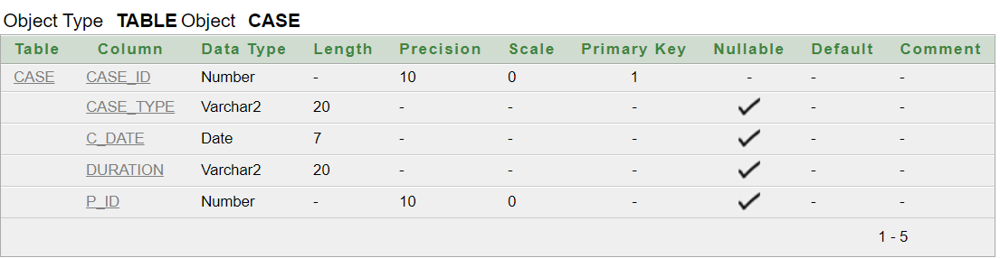 Object Type TABLE Object CASE
Table Column Data Type Length Precision Scale Primary Key Nullable Default Comment
CASE CASE_ID Number - 10 0 1 - - -
CASE_TYPE Varchar2 20 - - - - -
C_DATE Date 7 - - - - -
DURATION Varchar2 20 - - - - -
P_ID Number - 10 0 - - -
1 - 5